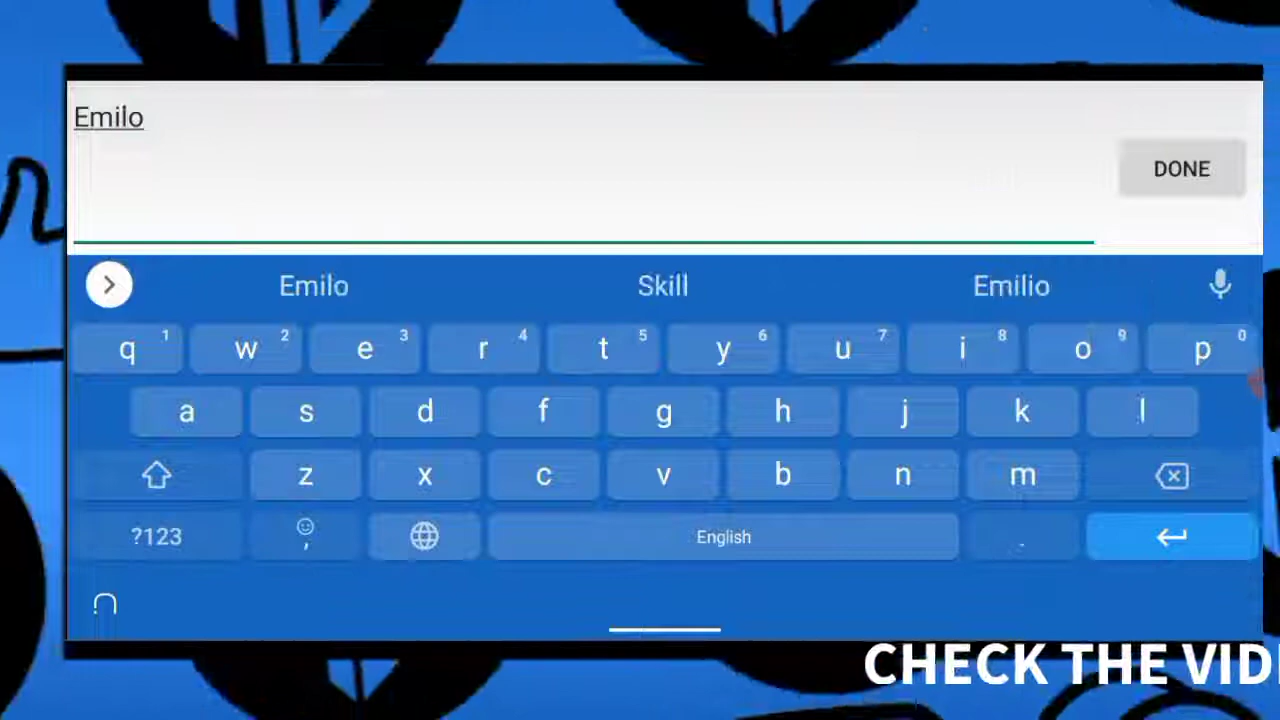 Emilo
DONE
Emilo Skill Emilio
q 1 w 2 e 3 r 4 t 5 y 6 u 7 i 8 o 9 p 0
a s d f g h j k l
z x c v b n m
?123 , English .
CHECK THE VID